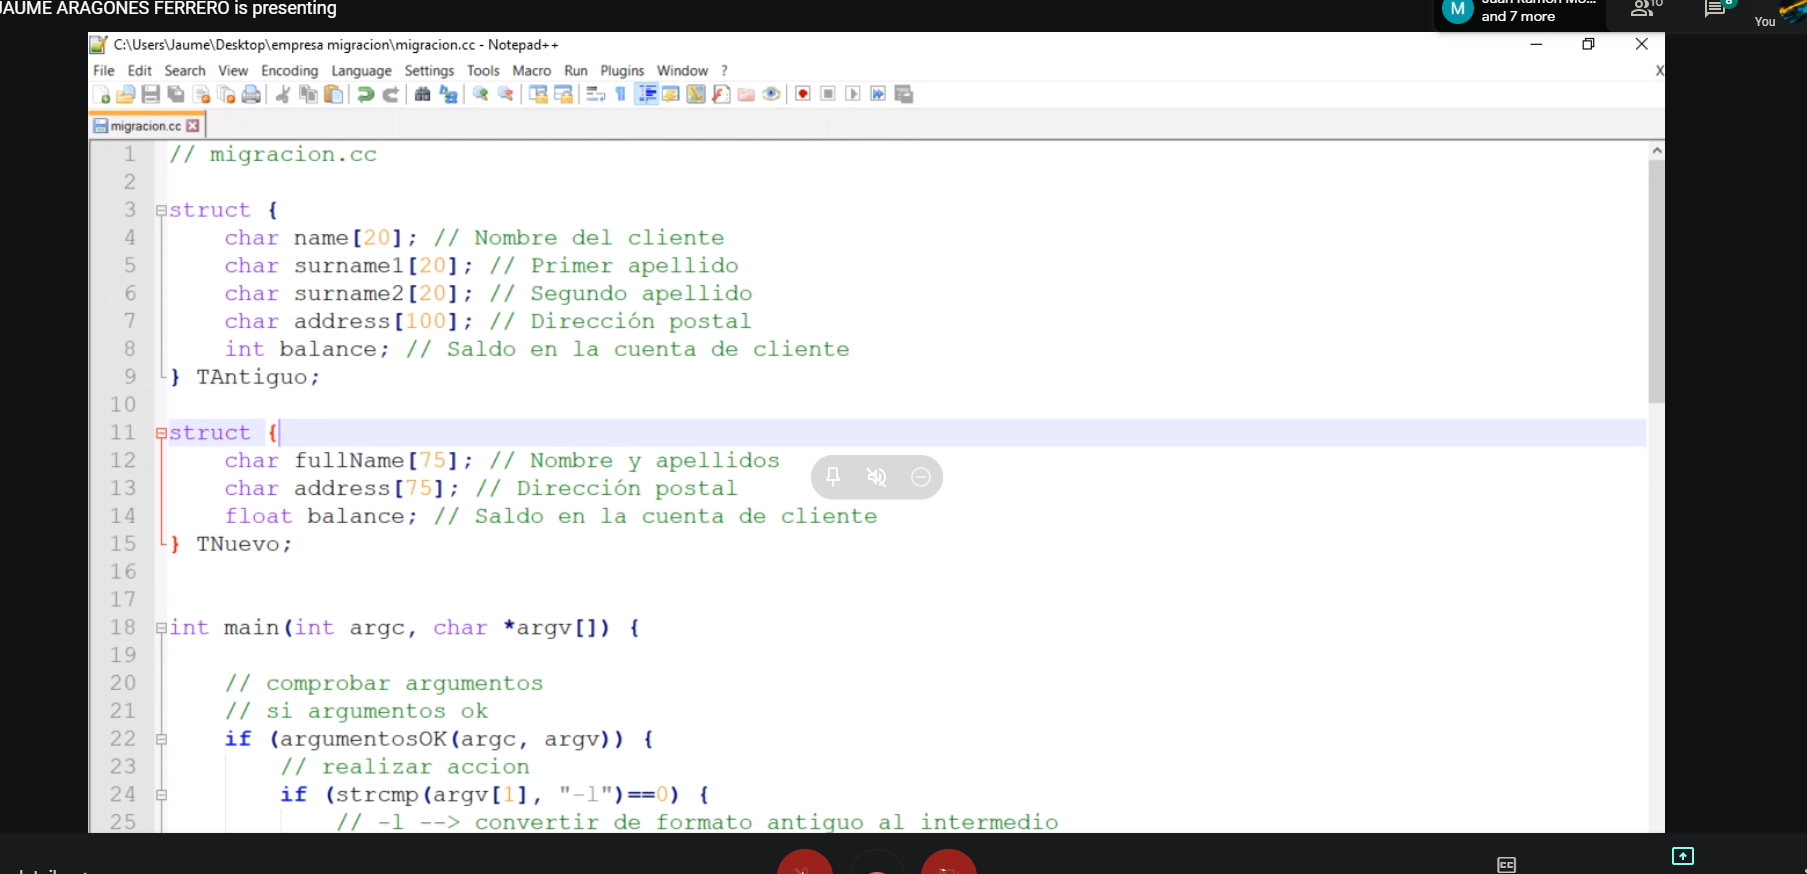 JAUME ARAGONES FERRERO is presenting
M
and 7 more
10
8
You
C:\Users\Jaume\Desktop\empresa migracion\migracion.cc - Notepad++
File Edit Search View Encoding Language Settings Tools Macro Run Plugins Window ?
X
migracion.cc
1 // migracion.cc
2
3 struct {
4 char name[20]; // Nombre del cliente
5 char surname1[20]; // Primer apellido
6 char surname2[20]; // Segundo apellido
7 char address[100]; // Dirección postal
8 int balance; // Saldo en la cuenta de cliente
9 } TAntiguo;
10
11 struct {
12 char fullName[75]; // Nombre y apellidos
13 char address[75]; // Dirección postal
14 float balance; // Saldo en la cuenta de cliente
15 } TNuevo;
16
17
18 int main(int argc, char *argv[]) {
19
20 // comprobar argumentos
21 // si argumentos ok
22 if (argumentosOK(argc, argv)) {
23 // realizar accion
24 if (strcmp(argv[1], "-l")==0) {
25 // -l --> convertir de formato antiguo al intermedio
CC